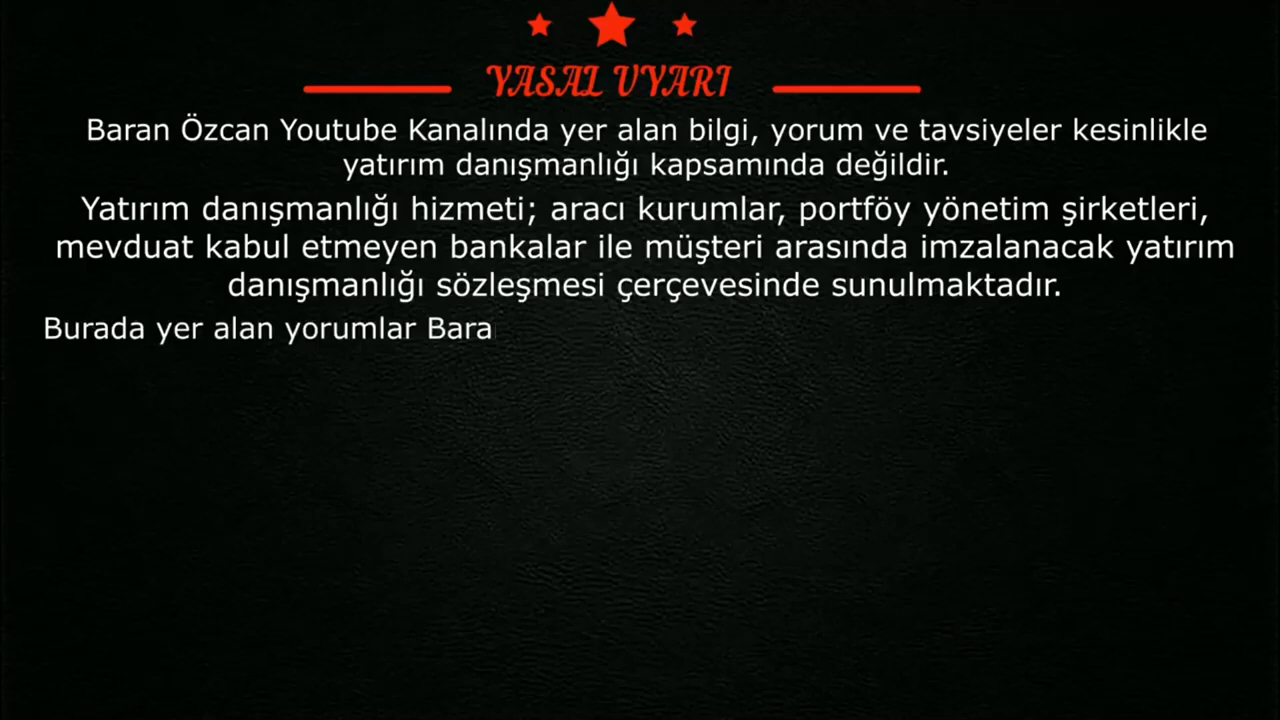 YASAL UYARI
Baran Özcan Youtube Kanalında yer alan bilgi, yorum ve tavsiyeler kesinlikle
yatırım danışmanlığı kapsamında değildir.
Yatırım danışmanlığı hizmeti; aracı kurumlar, portföy yönetim şirketleri,
mevduat kabul etmeyen bankalar ile müşteri arasında imzalanacak yatırım
danışmanlığı sözleşmesi çerçevesinde sunulmaktadır.
Burada yer alan yorumlar Bara